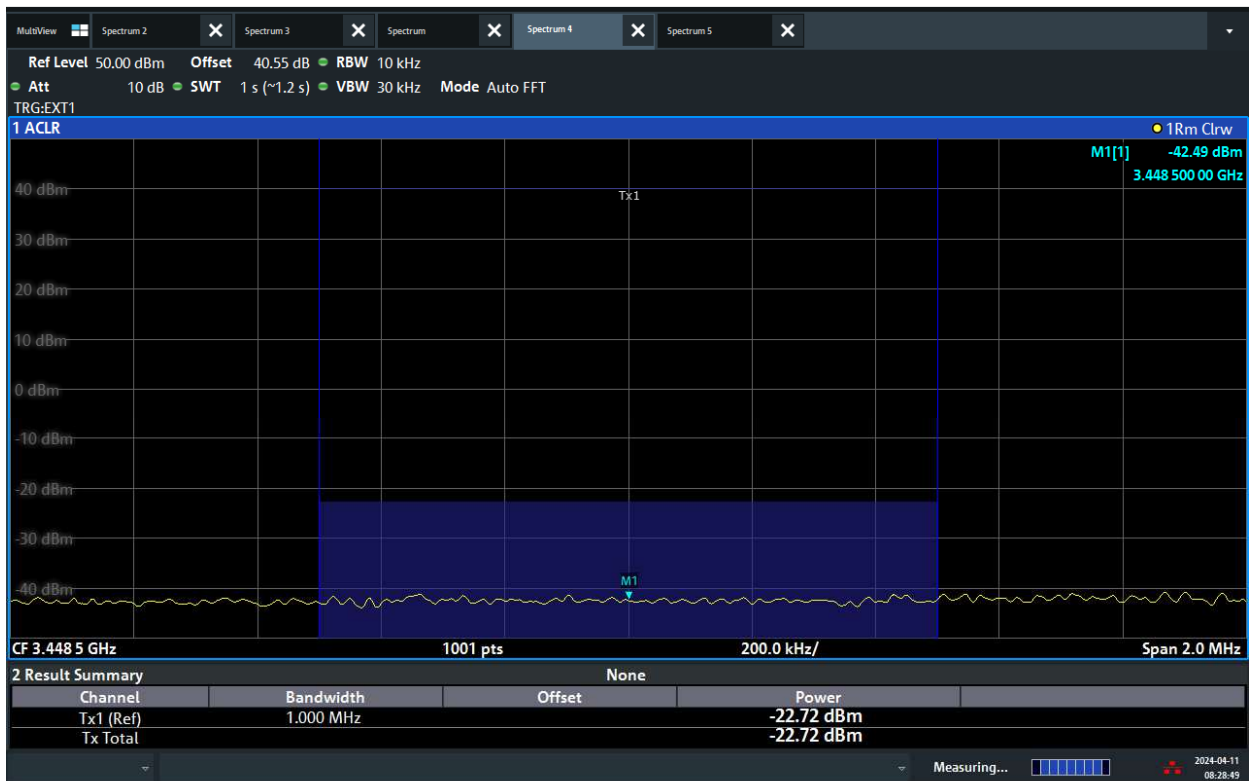 MultiView Spectrum 2 Spectrum 3 Spectrum Spectrum 4 Spectrum 5
Ref Level 50.00 dBm Offset 40.55 dB RBW 10 kHz
Att 10 dB SWT 1 s (~1.2 s) VBW 30 kHz Mode Auto FFT
TRG:EXT1
1 ACLR 1Rm Clrw
M1[1] -42.49 dBm
3.448 500 00 GHz
40 dBm
Tx1
30 dBm
20 dBm
10 dBm
0 dBm
-10 dBm
-20 dBm
-30 dBm
M1
-40 dBm
CF 3.448 5 GHz 1001 pts 200.0 kHz/ Span 2.0 MHz
2 Result Summary None
Channel Bandwidth Offset Power
Tx1 (Ref) 1.000 MHz -22.72 dBm
Tx Total -22.72 dBm
Measuring... 2024-04-11
08:28:49